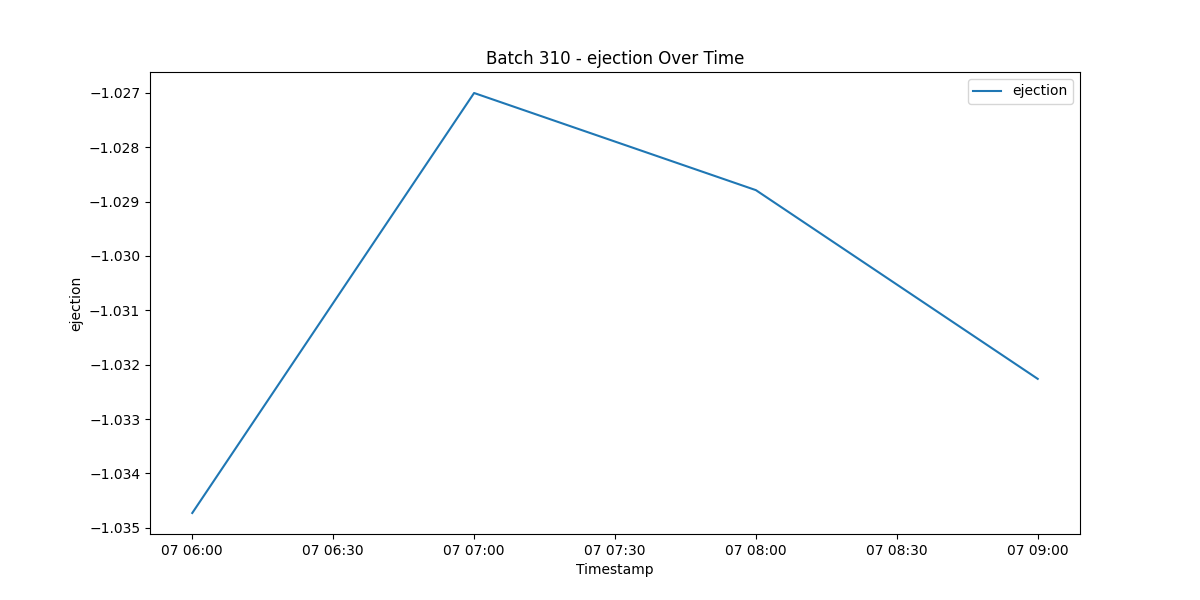 Batch 310 - ejection Over Time
ejection
−1.027
−1.028
−1.029
−1.030
−1.031
−1.032
−1.033
−1.034
−1.035
ejection
07 06:00 07 06:30 07 07:00 07 07:30 07 08:00 07 08:30 07 09:00
Timestamp